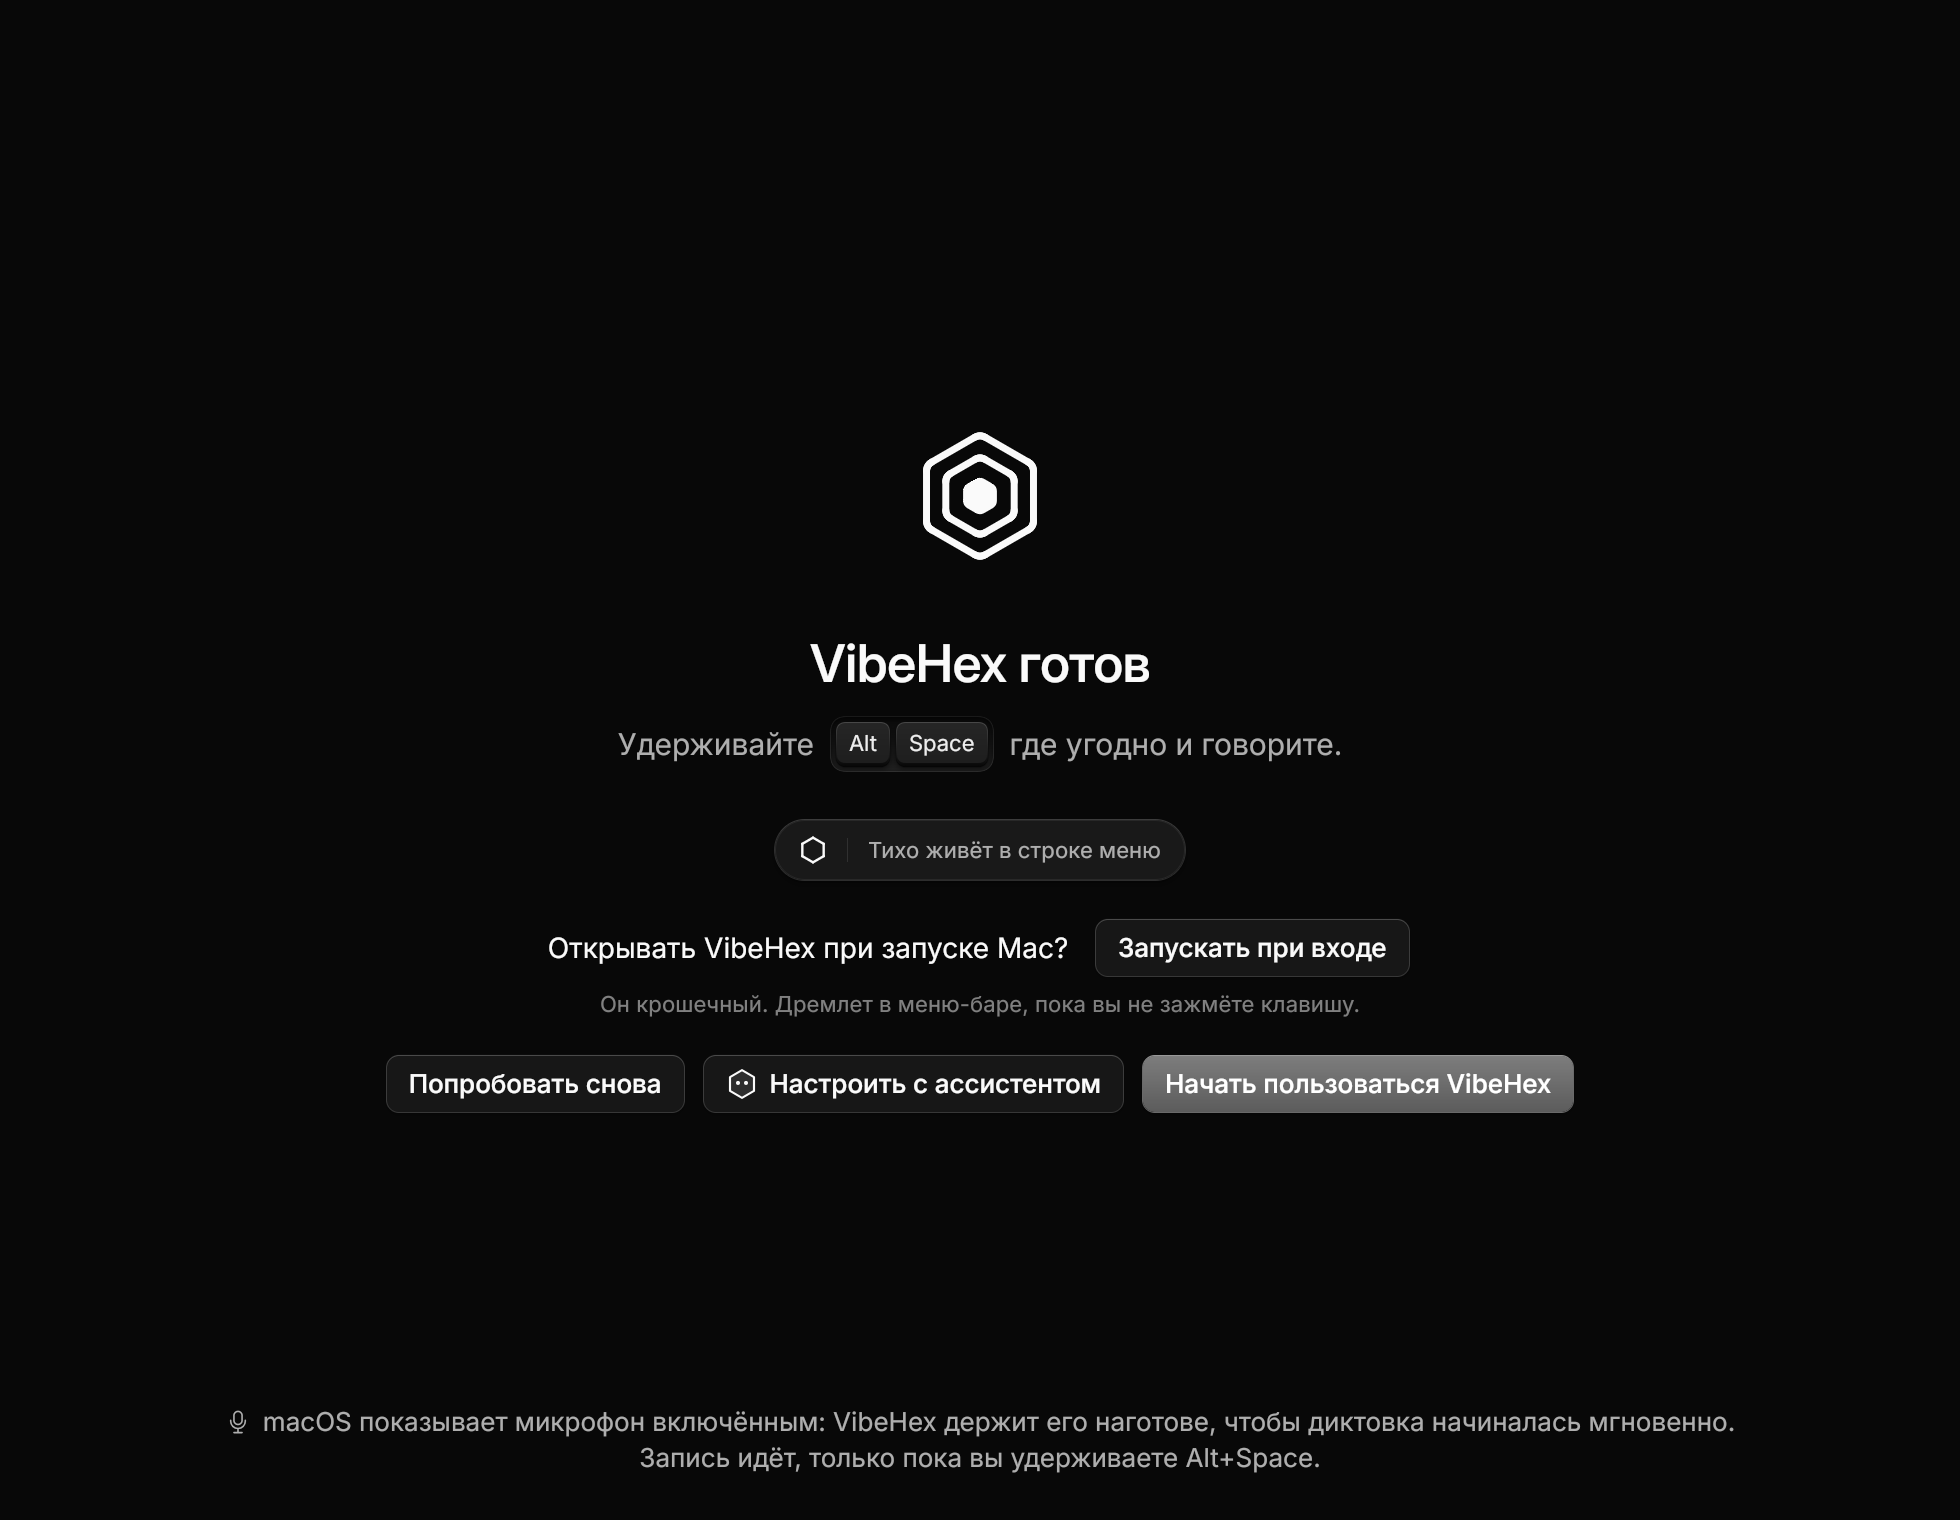 VibeHex готов
Удерживайте Alt Space где угодно и говорите.
Тихо живёт в строке меню
Открывать VibeHex при запуске Mac? Запускать при входе
Он крошечный. Дремлет в меню-баре, пока вы не зажмёте клавишу.
Попробовать снова Настроить с ассистентом Начать пользоваться VibeHex
macOS показывает микрофон включённым: VibeHex держит его наготове, чтобы диктовка начиналась мгновенно.
Запись идёт, только пока вы удерживаете Alt+Space.